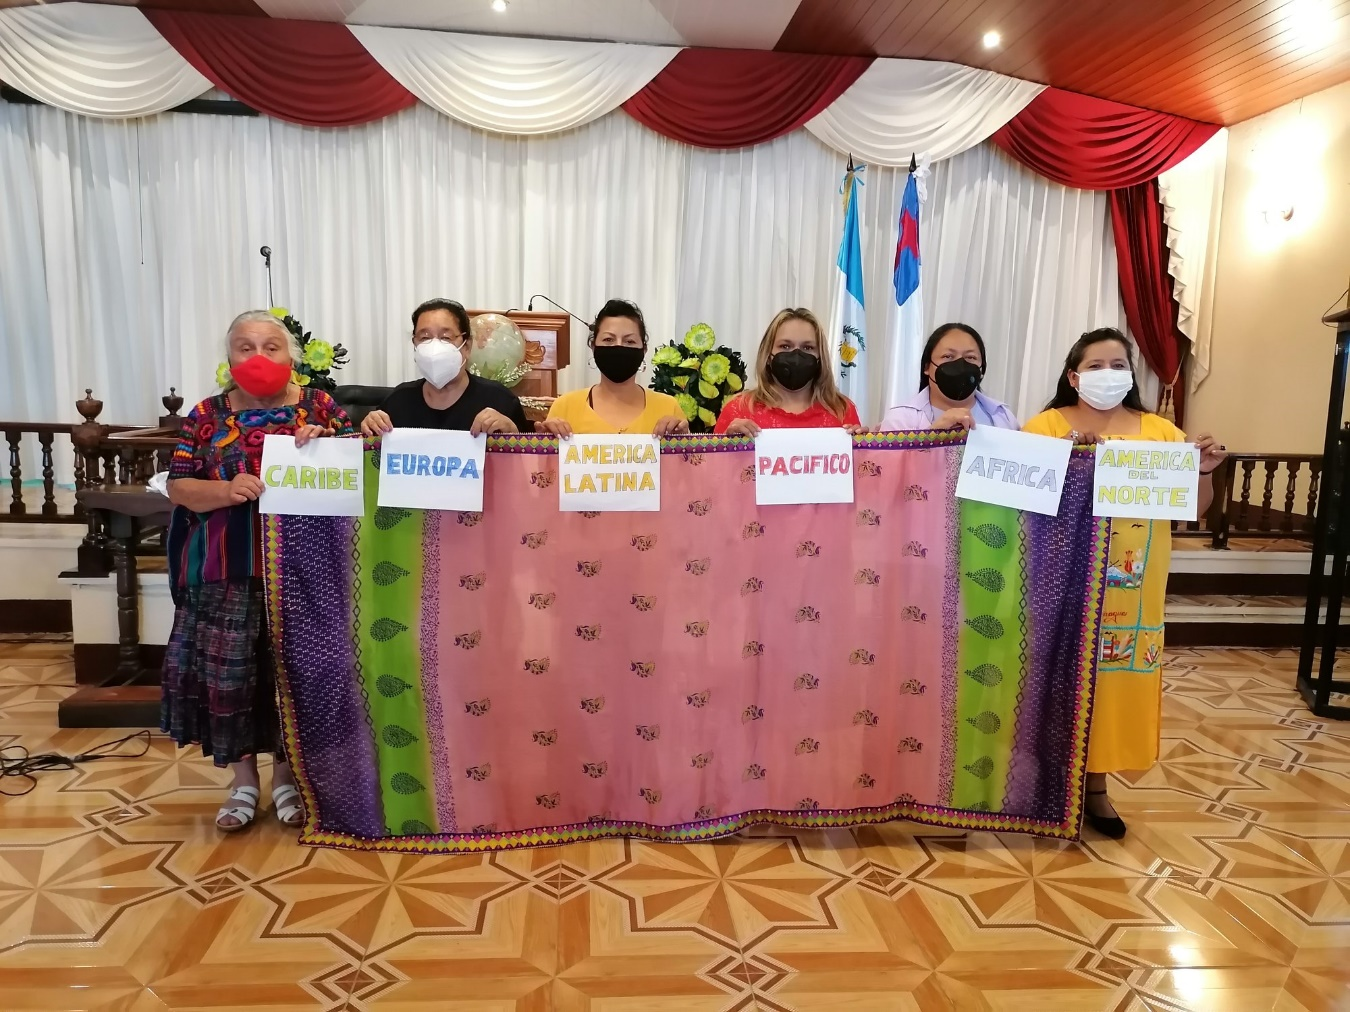 CARIBE
EUROPA
AMERICA
LATINA
PACIFICO
AFRICA
AMERICA
DEL
NORTE